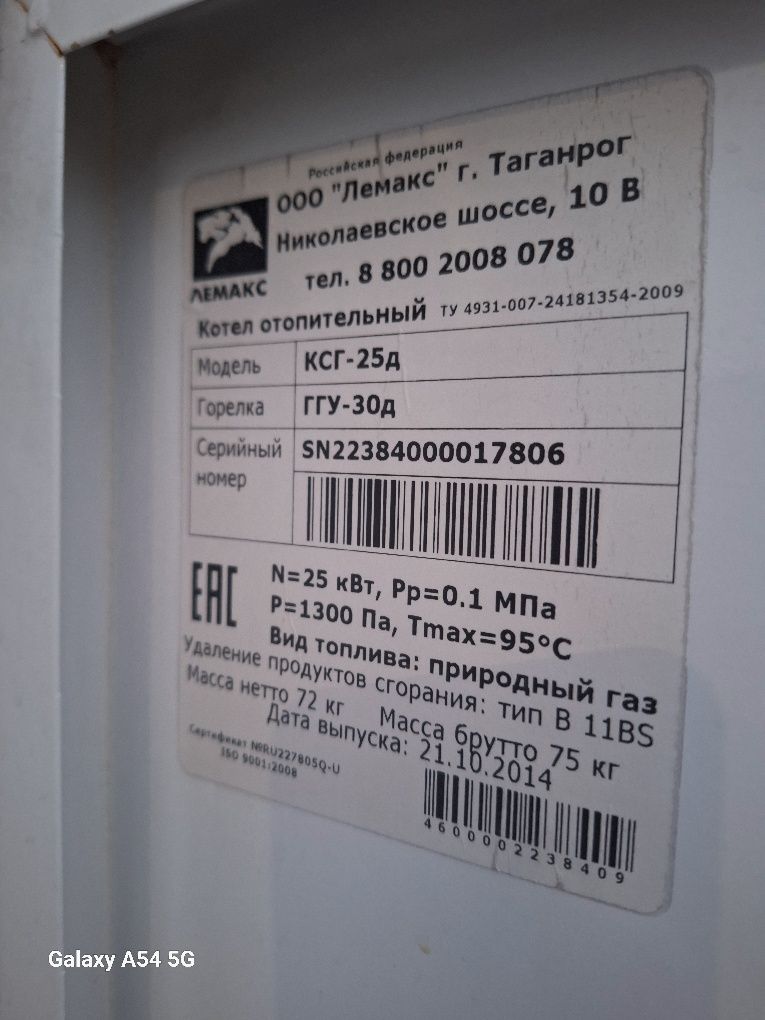 Российская федерация
ООО "Лемакс" г. Таганрог
Николаевское шоссе, 10 В
тел. 8 800 2008 078
ЛЕМАКС
Котел отопительный ТУ 4931-007-24181354-2009
Модель КСГ-25д
Горелка ГГУ-30д
Серийный номер SN22384000017806
ЕАС
N=25 кВт, Рр=0.1 МПа
Р=1300 Па, Tmax=95°С
Вид топлива: природный газ
Удаление продуктов сгорания: тип В 11BS
Масса нетто 72 кг Масса брутто 75 кг
Дата выпуска: 21.10.2014
Сертификат №RU227805Q-U
ISO 9001:2008
4600002238409
Galaxy A54 5G